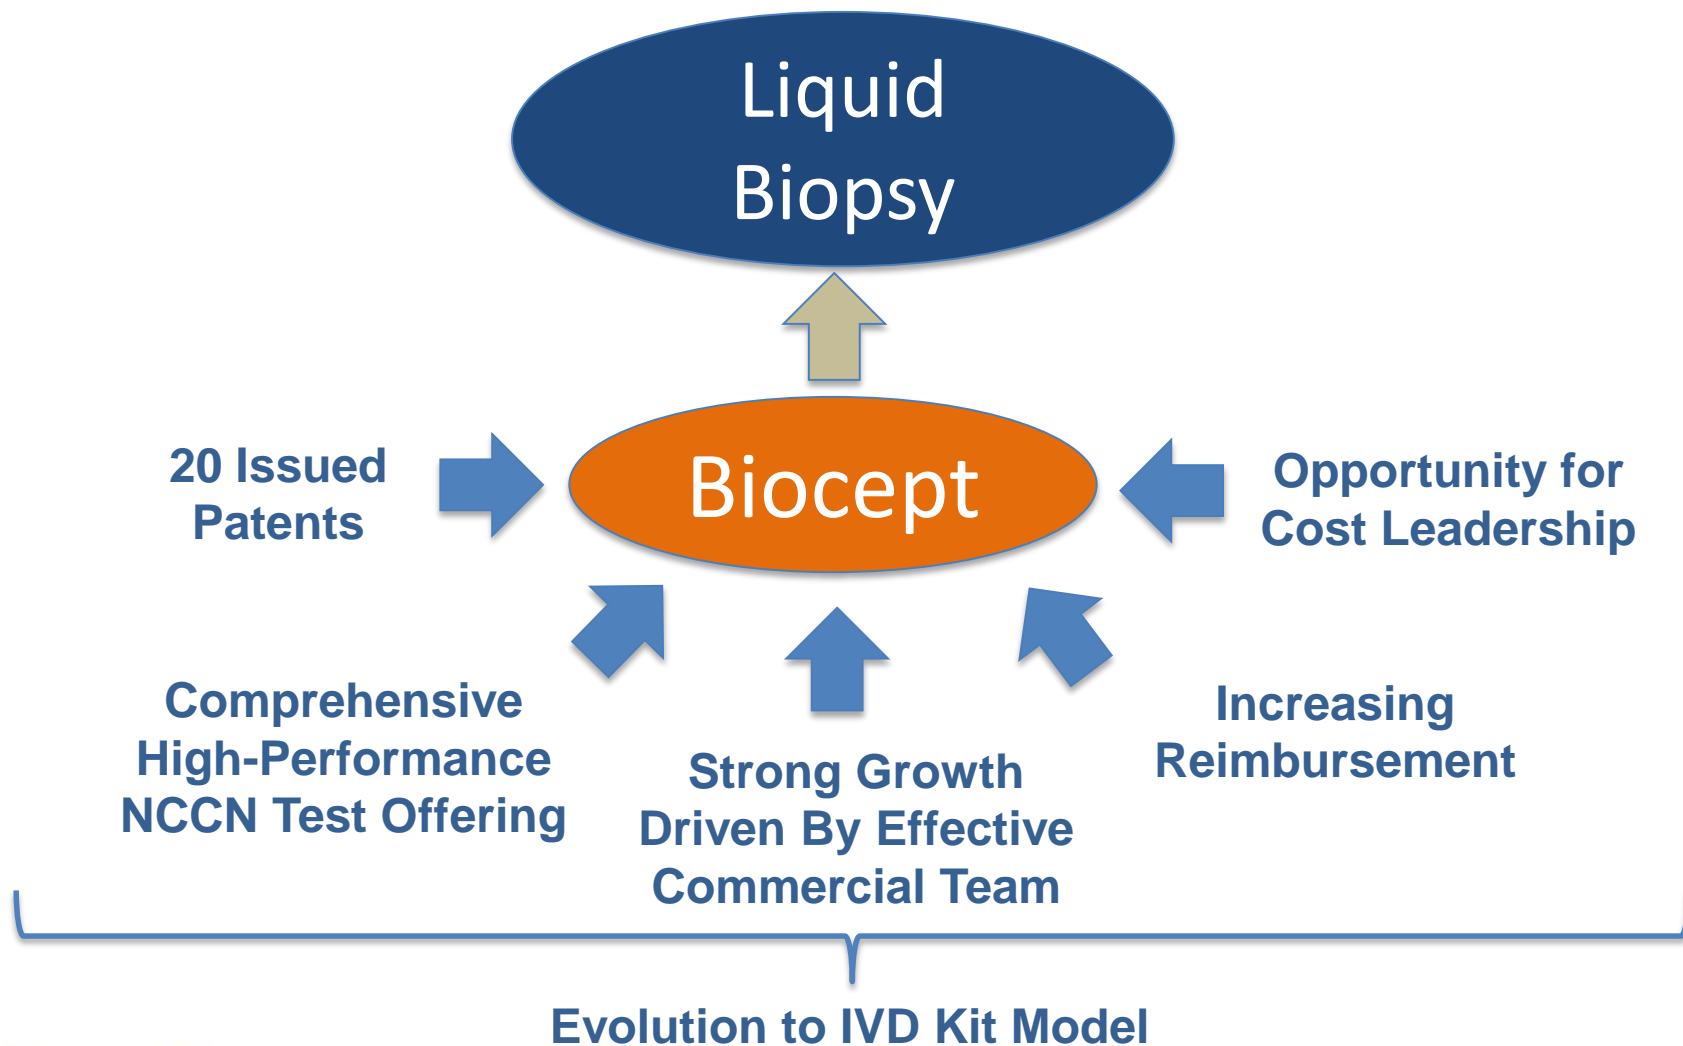 Liquid
Biopsy
Biocept
20 Issued
Patents
Opportunity for
Cost Leadership
Comprehensive
High-Performance
NCCN Test Offering
Strong Growth
Driven By Effective
Commercial Team
Increasing
Reimbursement
Evolution to IVD Kit Model